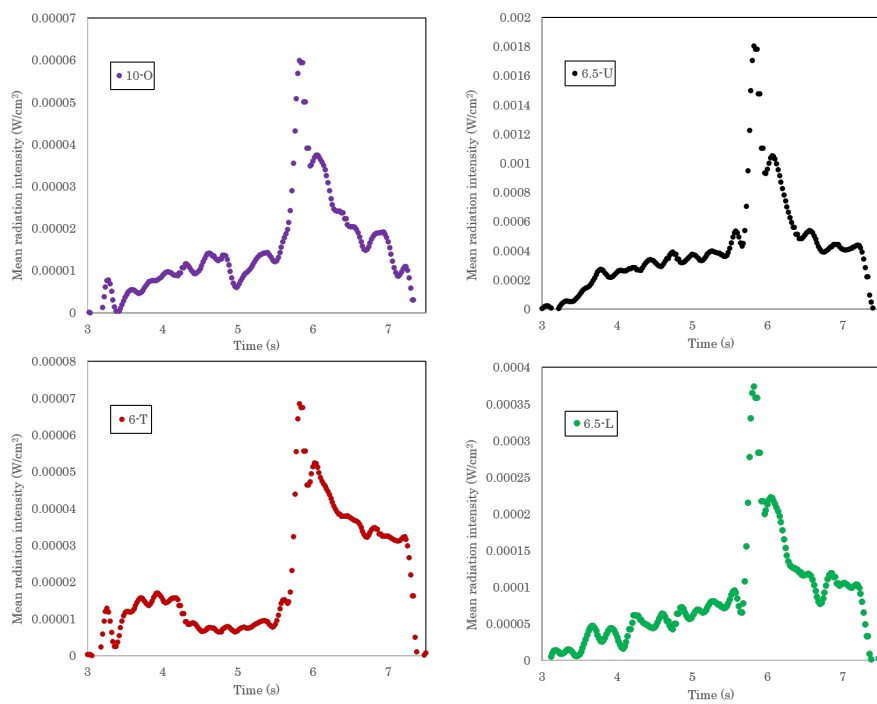 0.00007
0.00006
0.00005
0.00004
0.00003
0.00002
0.00001
0
Mean radiation intensity (W/cm²)
10-O
3 4 5 6 7
Time (s)
0.002
0.0018
0.0016
0.0014
0.0012
0.001
0.0008
0.0006
0.0004
0.0002
0
Mean radiation intensity (W/cm²)
6.5-U
3 4 5 6 7
Time (s)
0.00008
0.00007
0.00006
0.00005
0.00004
0.00003
0.00002
0.00001
0
Mean radiation intensity (W/cm²)
6-T
3 4 5 6 7
Time (s)
0.0004
0.00035
0.0003
0.00025
0.0002
0.00015
0.0001
0.00005
0
Mean radiation intensity (W/cm²)
6.5-L
3 4 5 6 7
Time (s)